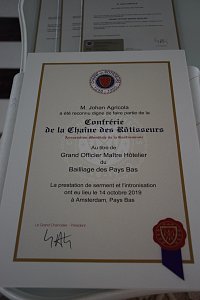 M. Johan Agricola
a été reconnu digne de faire partie de la
Confrérie
de la Chaîne des Rôtisseurs
Association Mondiale de la Gastronomie
Au titre de
Grand Officier Maître Hôtelier
du
Bailliage des Pays Bas
La prestation de serment et l'intronisation
ont eu lieu le 14 octobre 2019
à Amsterdam, Pays Bas
Le Grand Chancelier - Président